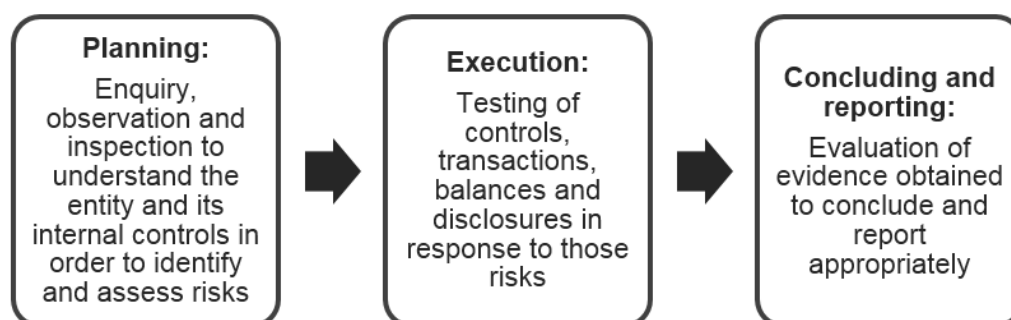 Planning:
Enquiry,
observation and
inspection to
understand the
entity and its
internal controls in
order to identify
and assess risks
Execution:
Testing of
controls,
transactions,
balances and
disclosures in
response to those
risks
Concluding and
reporting:
Evaluation of
evidence obtained
to conclude and
report
appropriately